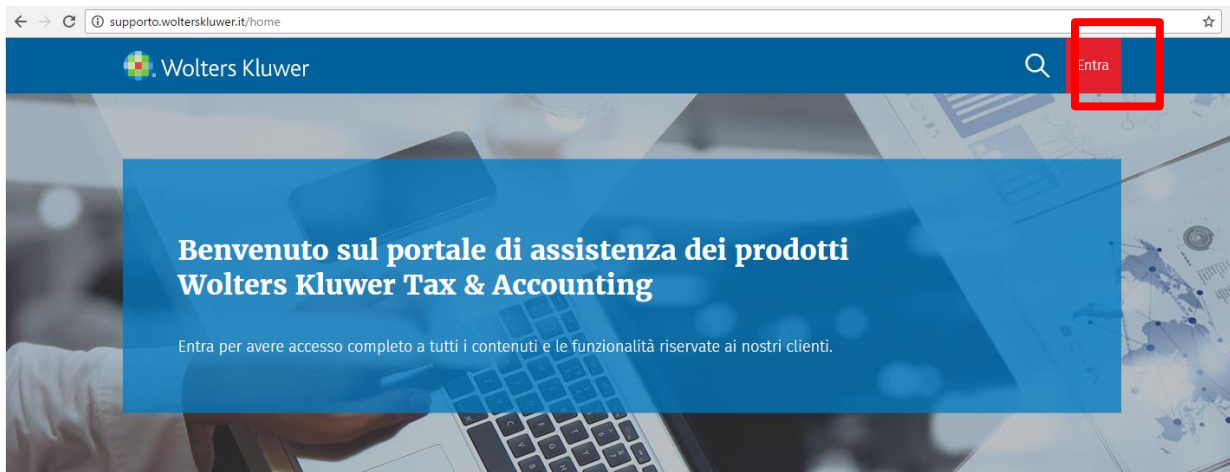 supporto.wolterskluwer.it/home
Wolters Kluwer
Entra
Benvenuto sul portale di assistenza dei prodotti
Wolters Kluwer Tax & Accounting
Entra per avere accesso completo a tutti i contenuti e le funzionalità riservate ai nostri clienti.